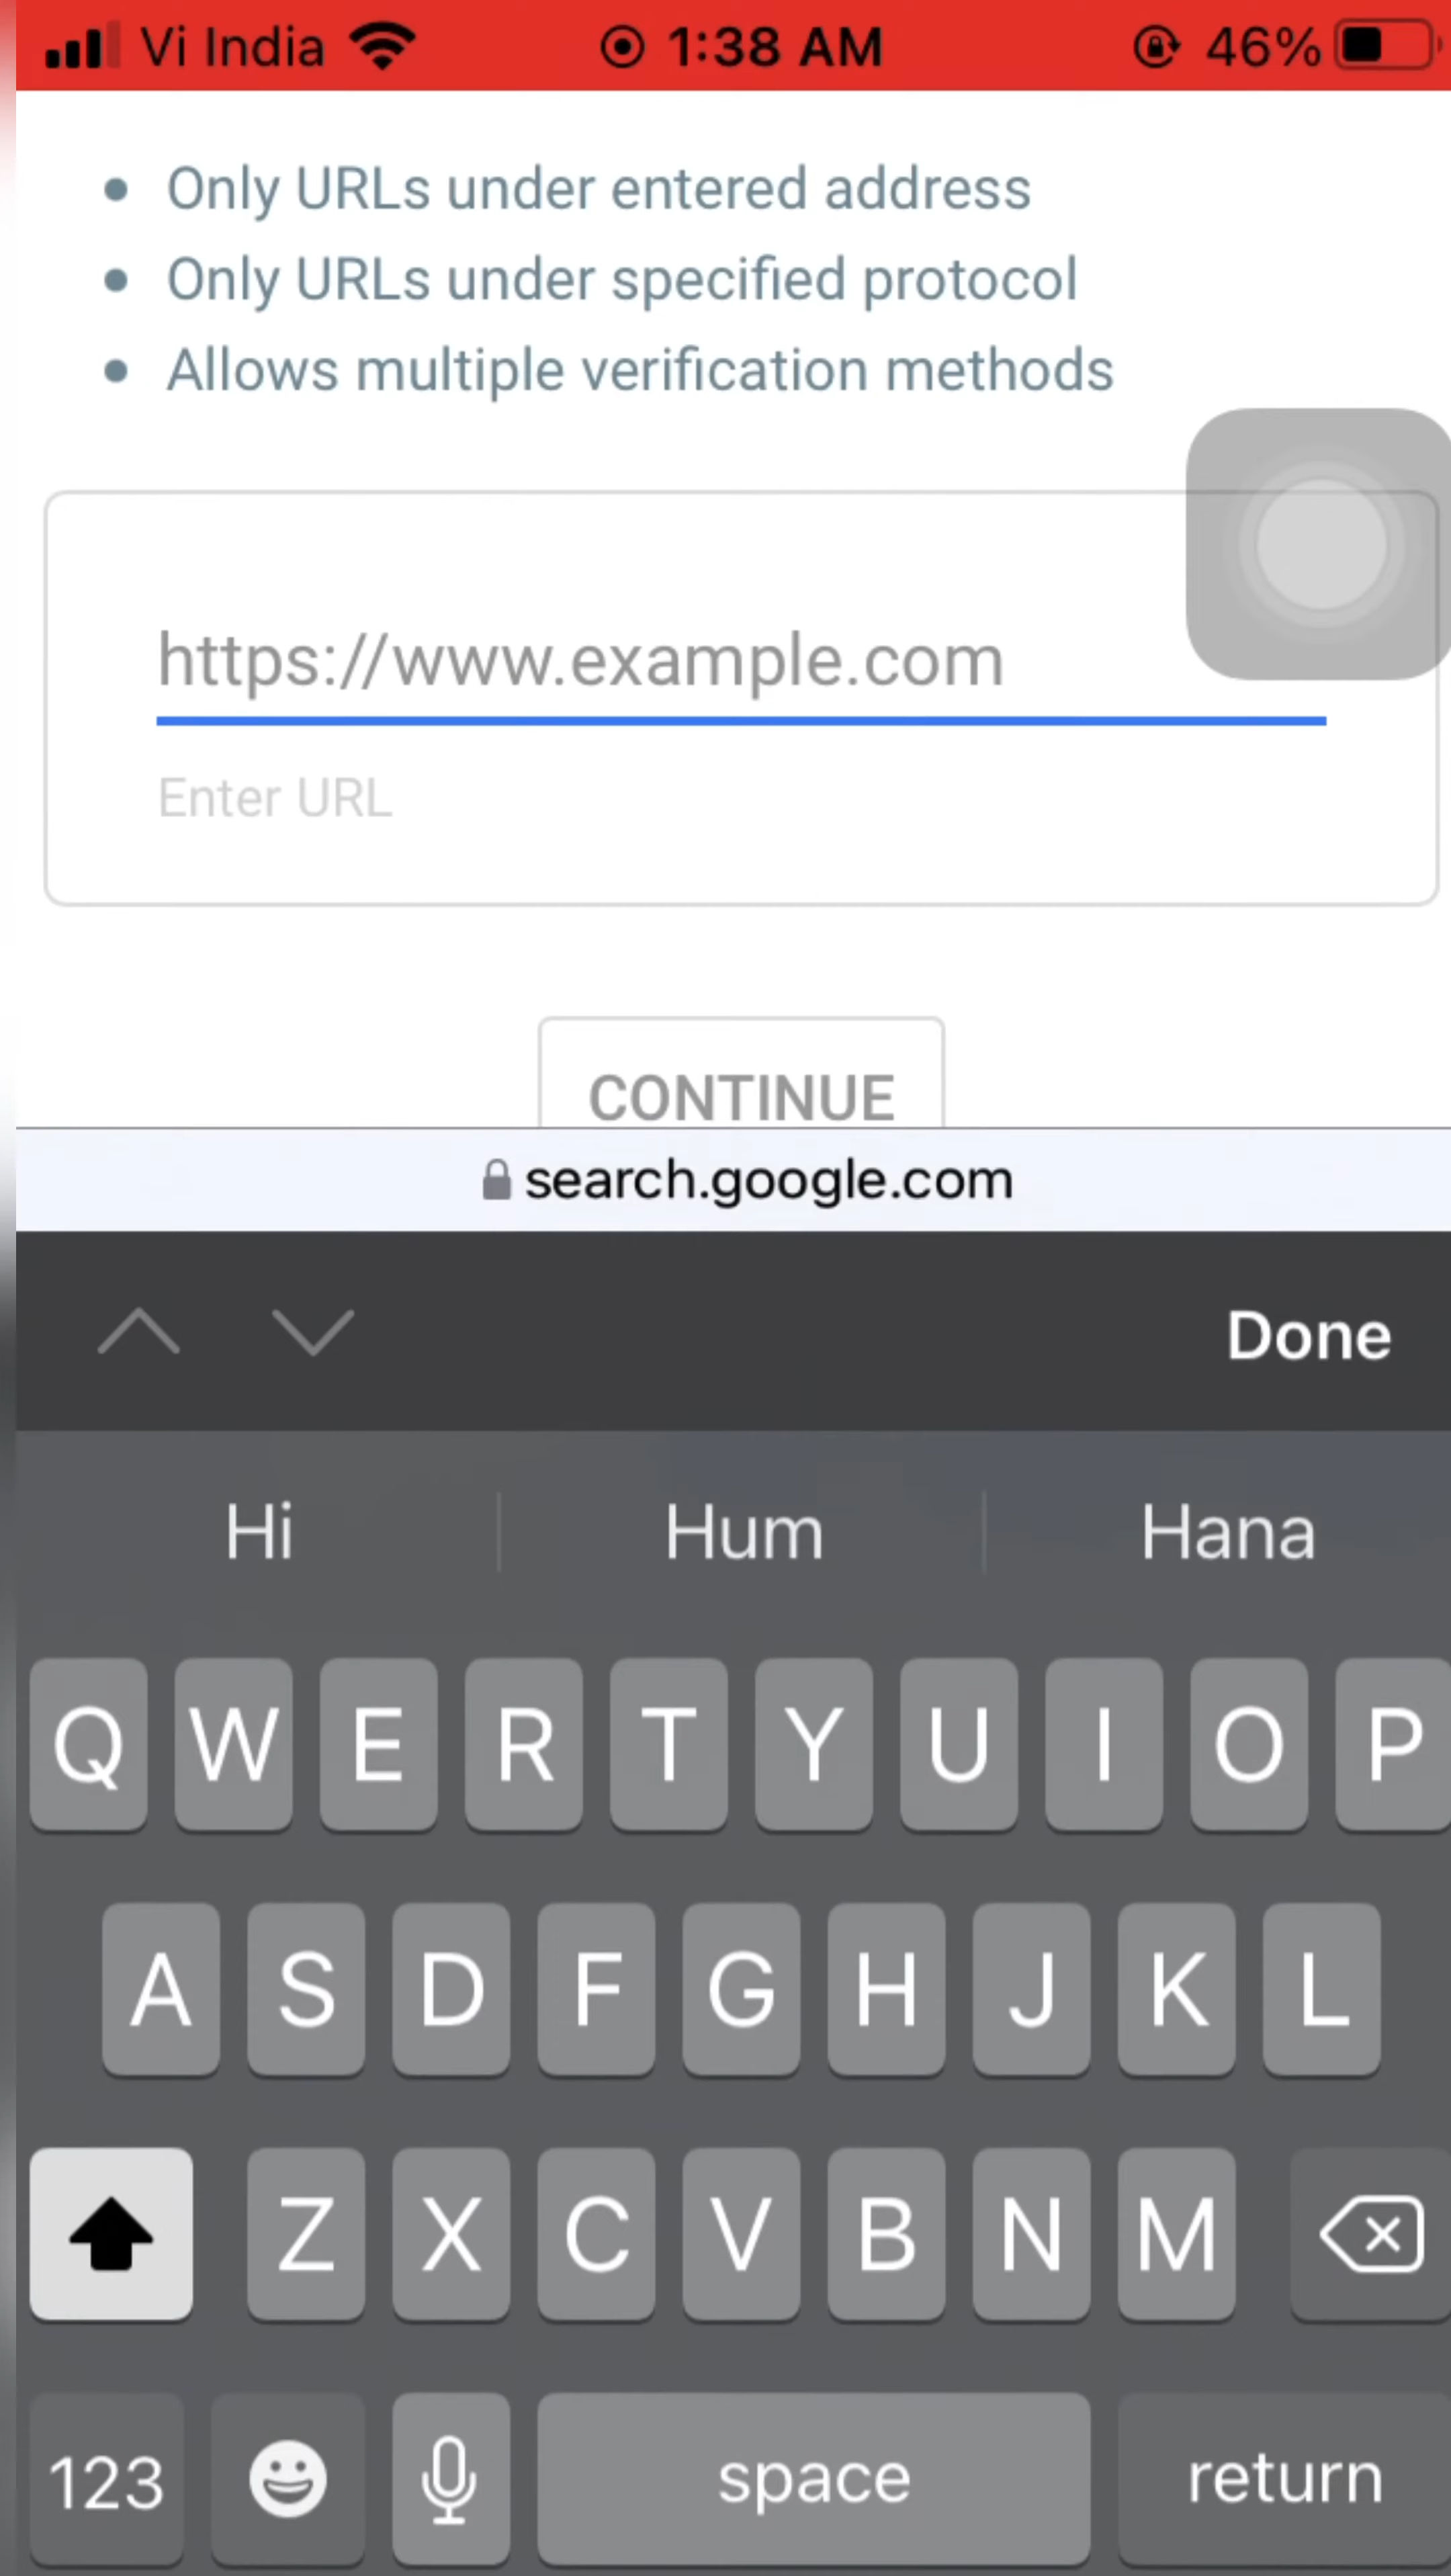 Vi India 1:38 AM 46%
Only URLs under entered address
Only URLs under specified protocol
Allows multiple verification methods
https://www.example.com
Enter URL
CONTINUE
search.google.com
Done
Hi Hum Hana
Q W E R T Y U I O P
A S D F G H J K L
Z X C V B N M
123 space return